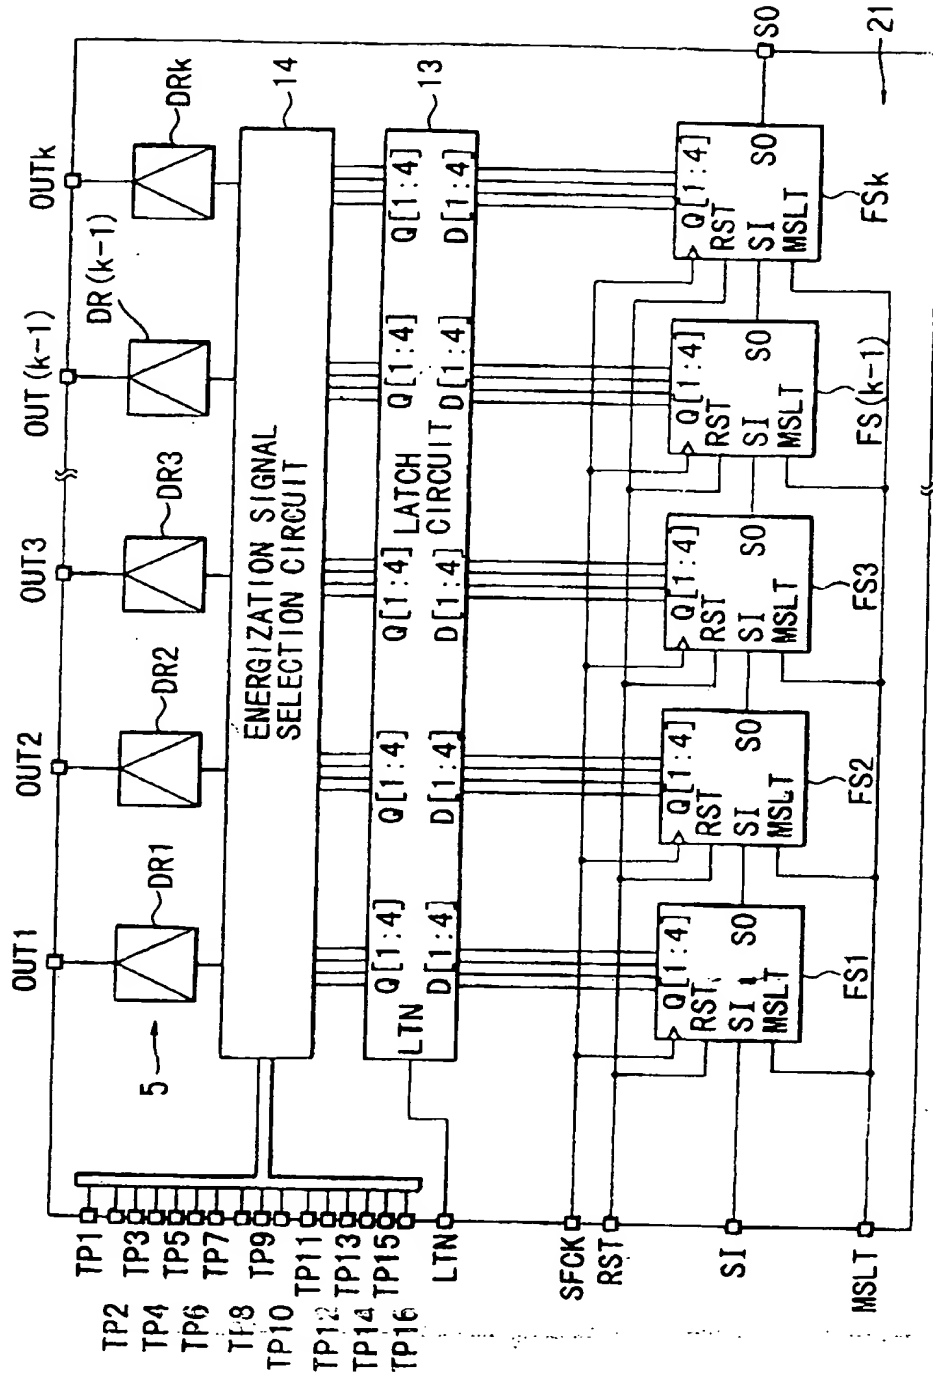 OUT1
OUT2
OUT3
OUT(k-1)
OUTk
DR1
DR2
DR3
DR(k-1)
DRk
5
14
ENERGIZATION SIGNAL
SELECTION CIRCUIT
13
Q[1:4]
Q[1:4]
Q[1:4]
Q[1:4]
Q[1:4]
LTN
LATCH
CIRCUIT
D[1:4]
D[1:4]
D[1:4]
D[1:4]
D[1:4]
TP1
TP2
TP3
TP4
TP5
TP6
TP7
TP8
TP9
TP10
TP11
TP12
TP13
TP14
TP15
TP16
LTN
SFCK
RST
SI
MSLT
Q[1:4]
RST
SI
SO
MSLT
FS1
Q[1:4]
RST
SI
SO
MSLT
FS2
Q[1:4]
RST
SI
SO
MSLT
FS3
Q[1:4]
RST
SI
SO
MSLT
FS(k-1)
Q[1:4]
RST
SI
SO
MSLT
FSk
SO
21